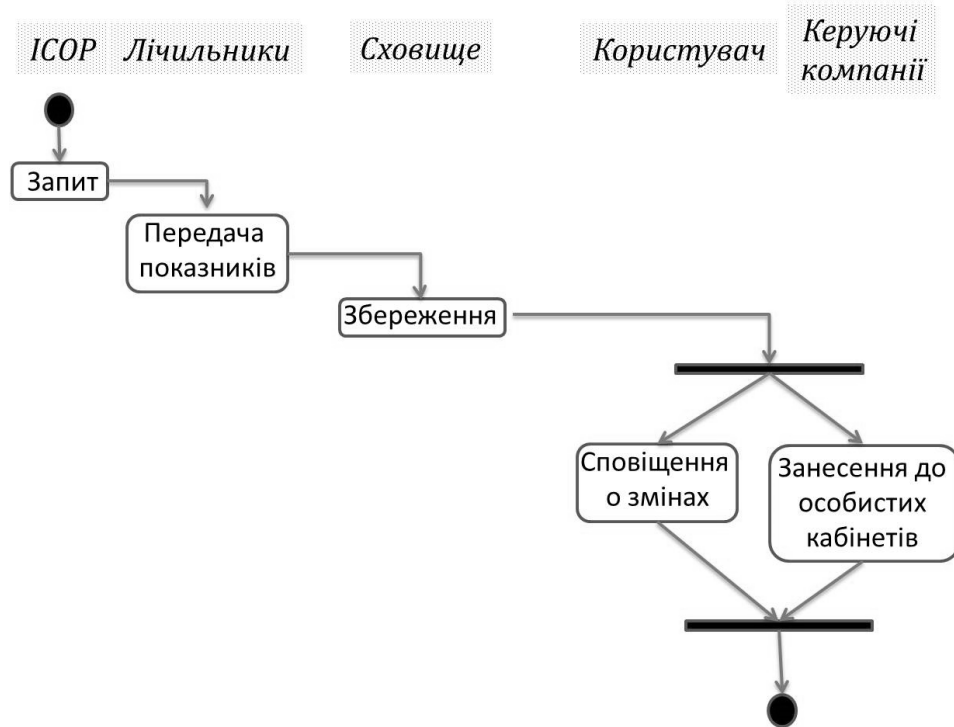 ІСОР
Лічильники
Сховище
Користувач
Керуючі
компанії
Запит
Передача
показників
Збереження
Сповіщення
о змінах
Занесення до
особистих
кабінетів